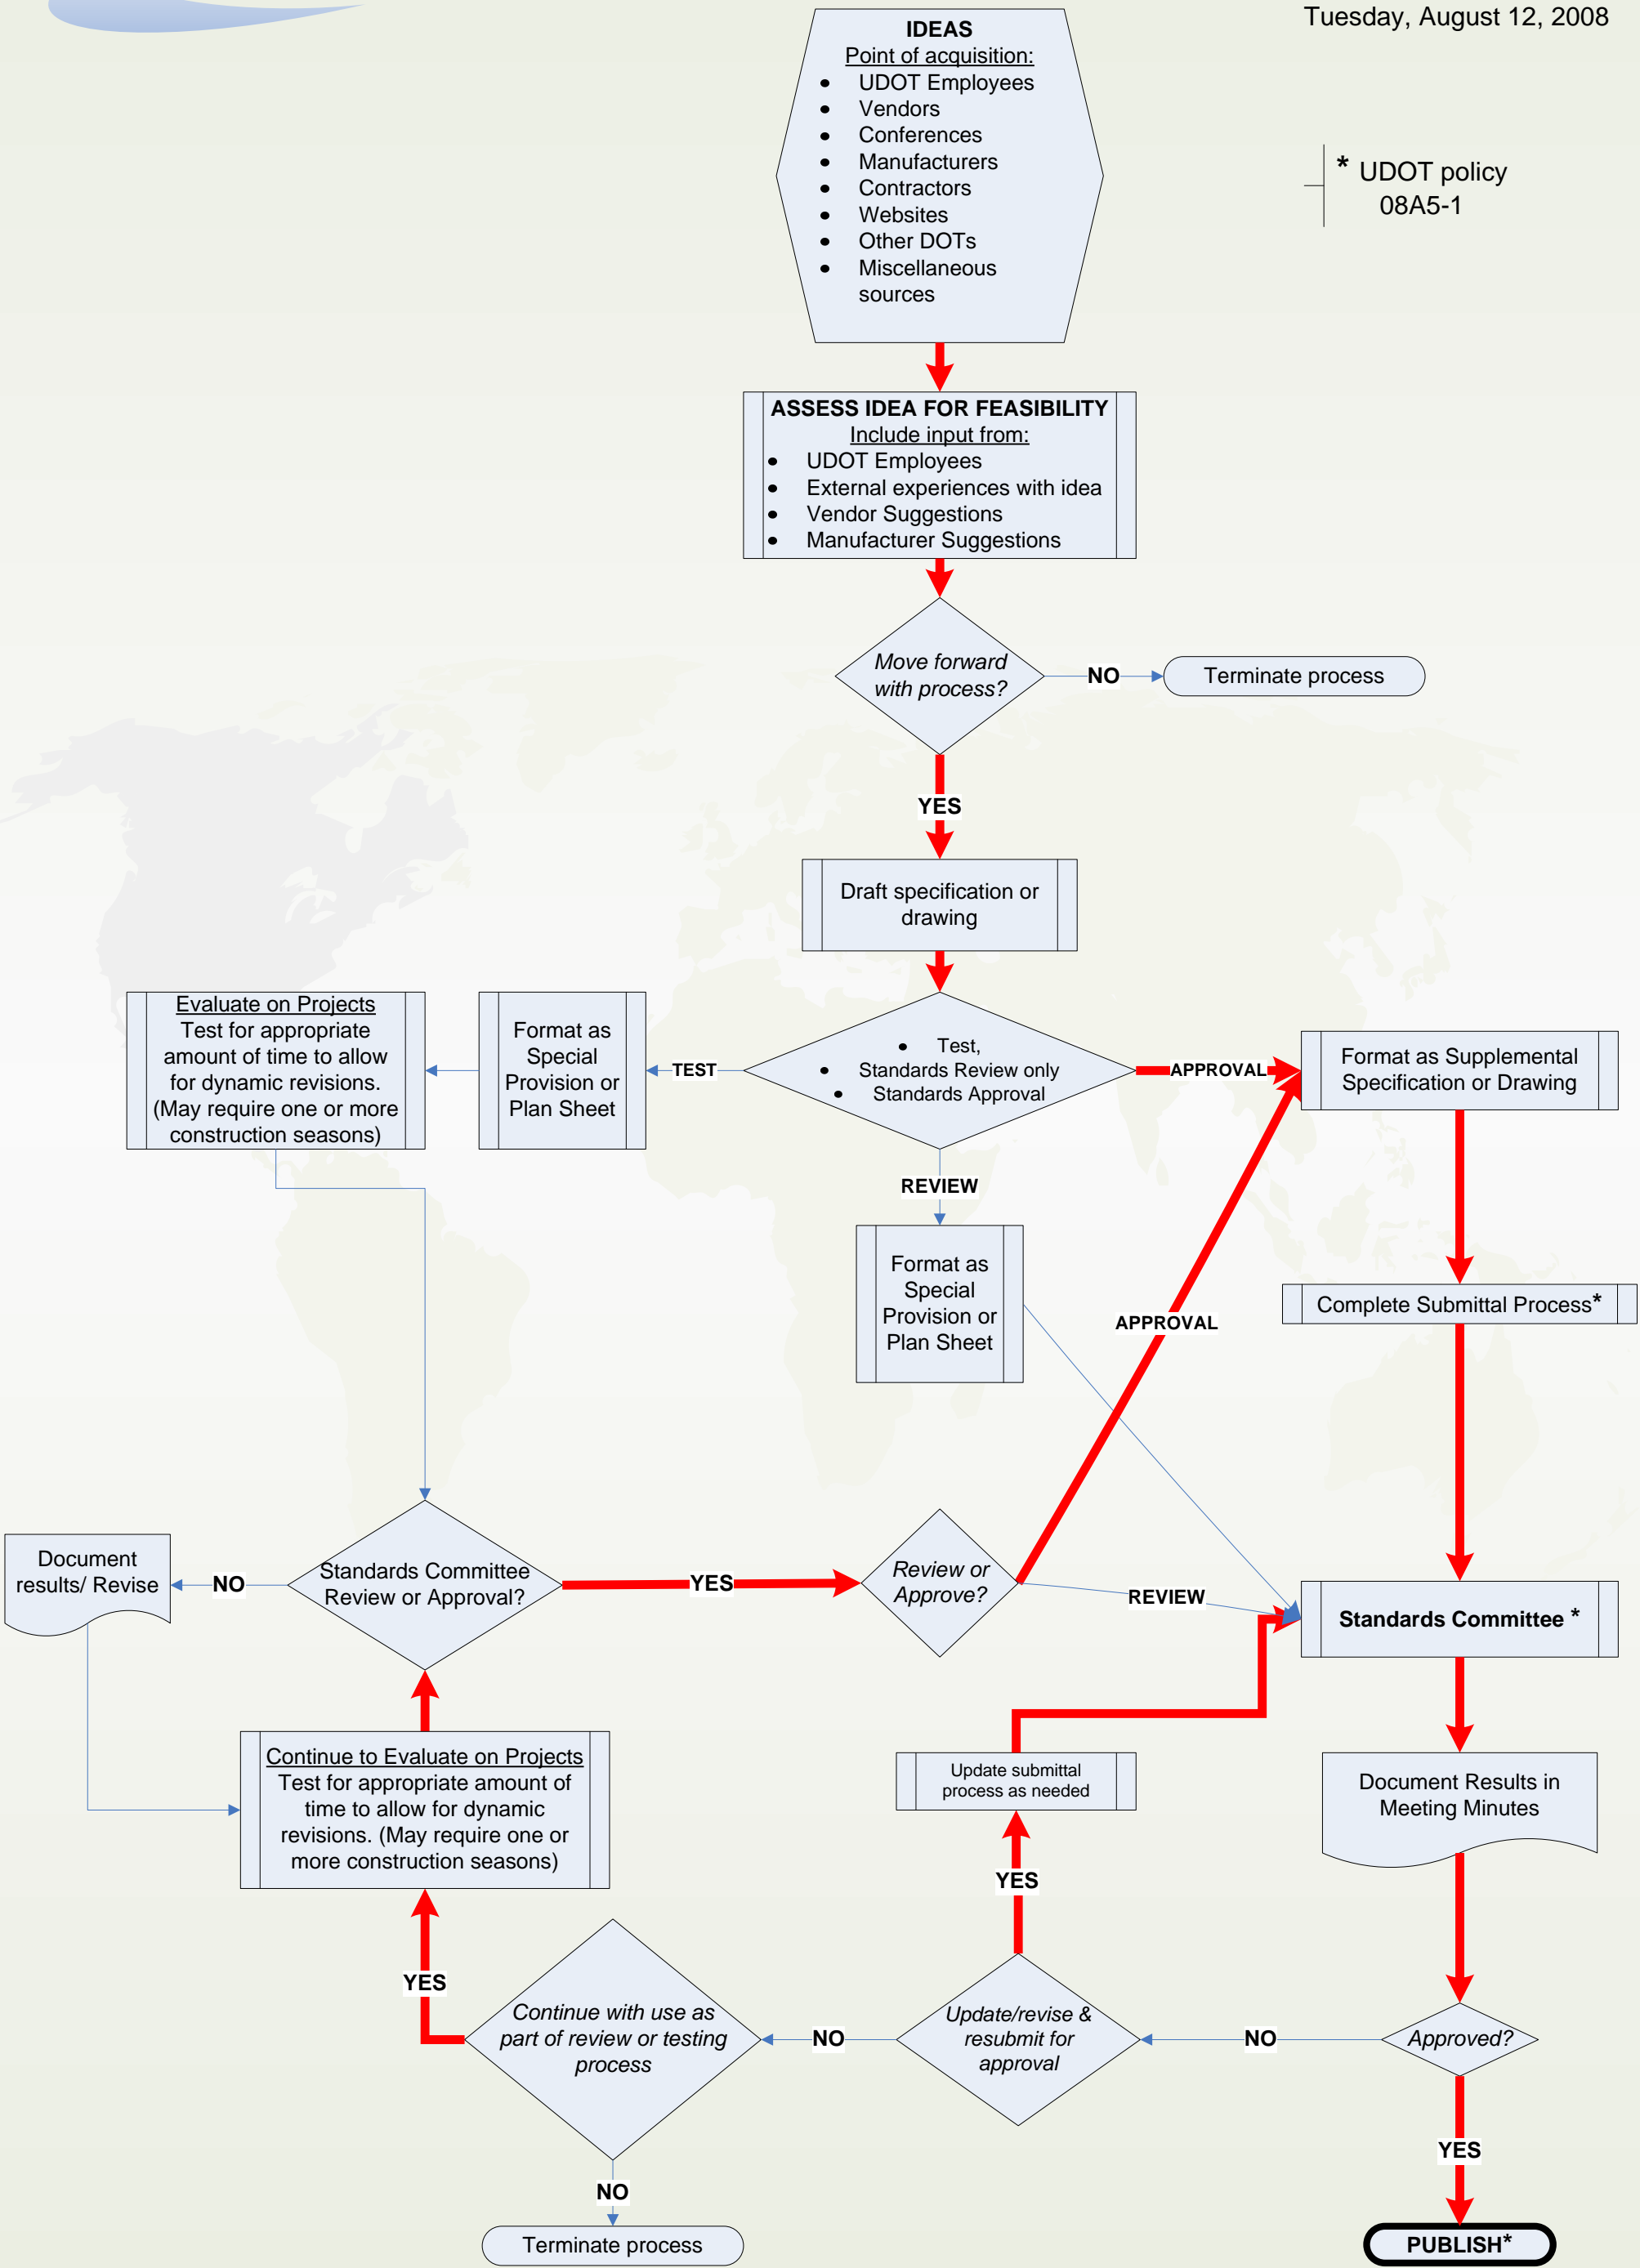 Tuesday, August 12, 2008
IDEAS
Point of acquisition:
• UDOT Employees
• Vendors
• Conferences
• Manufacturers
• Contractors
• Websites
• Other DOTs
• Miscellaneous
sources
* UDOT policy
08A5-1
ASSESS IDEA FOR FEASIBILITY
Include input from:
• UDOT Employees
• External experiences with idea
• Vendor Suggestions
• Manufacturer Suggestions
Move forward
with process?
NO
Terminate process
YES
Draft specification or
drawing
Evaluate on Projects
Test for appropriate
amount of time to allow
for dynamic revisions.
(May require one or more
construction seasons)
Format as
Special
Provision or
Plan Sheet
TEST
• Test,
• Standards Review only
• Standards Approval
APPROVAL
Format as Supplemental
Specification or Drawing
REVIEW
Format as
Special
Provision or
Plan Sheet
APPROVAL
Complete Submittal Process*
Document
results/ Revise
NO
Standards Committee
Review or Approval?
YES
Review or
Approve?
REVIEW
Standards Committee *
Continue to Evaluate on Projects
Test for appropriate amount of
time to allow for dynamic
revisions. (May require one or
more construction seasons)
Update submittal
process as needed
Document Results in
Meeting Minutes
YES
YES
Continue with use as
part of review or testing
process
NO
Update/revise &
resubmit for
approval
NO
Approved?
YES
NO
Terminate process
PUBLISH*